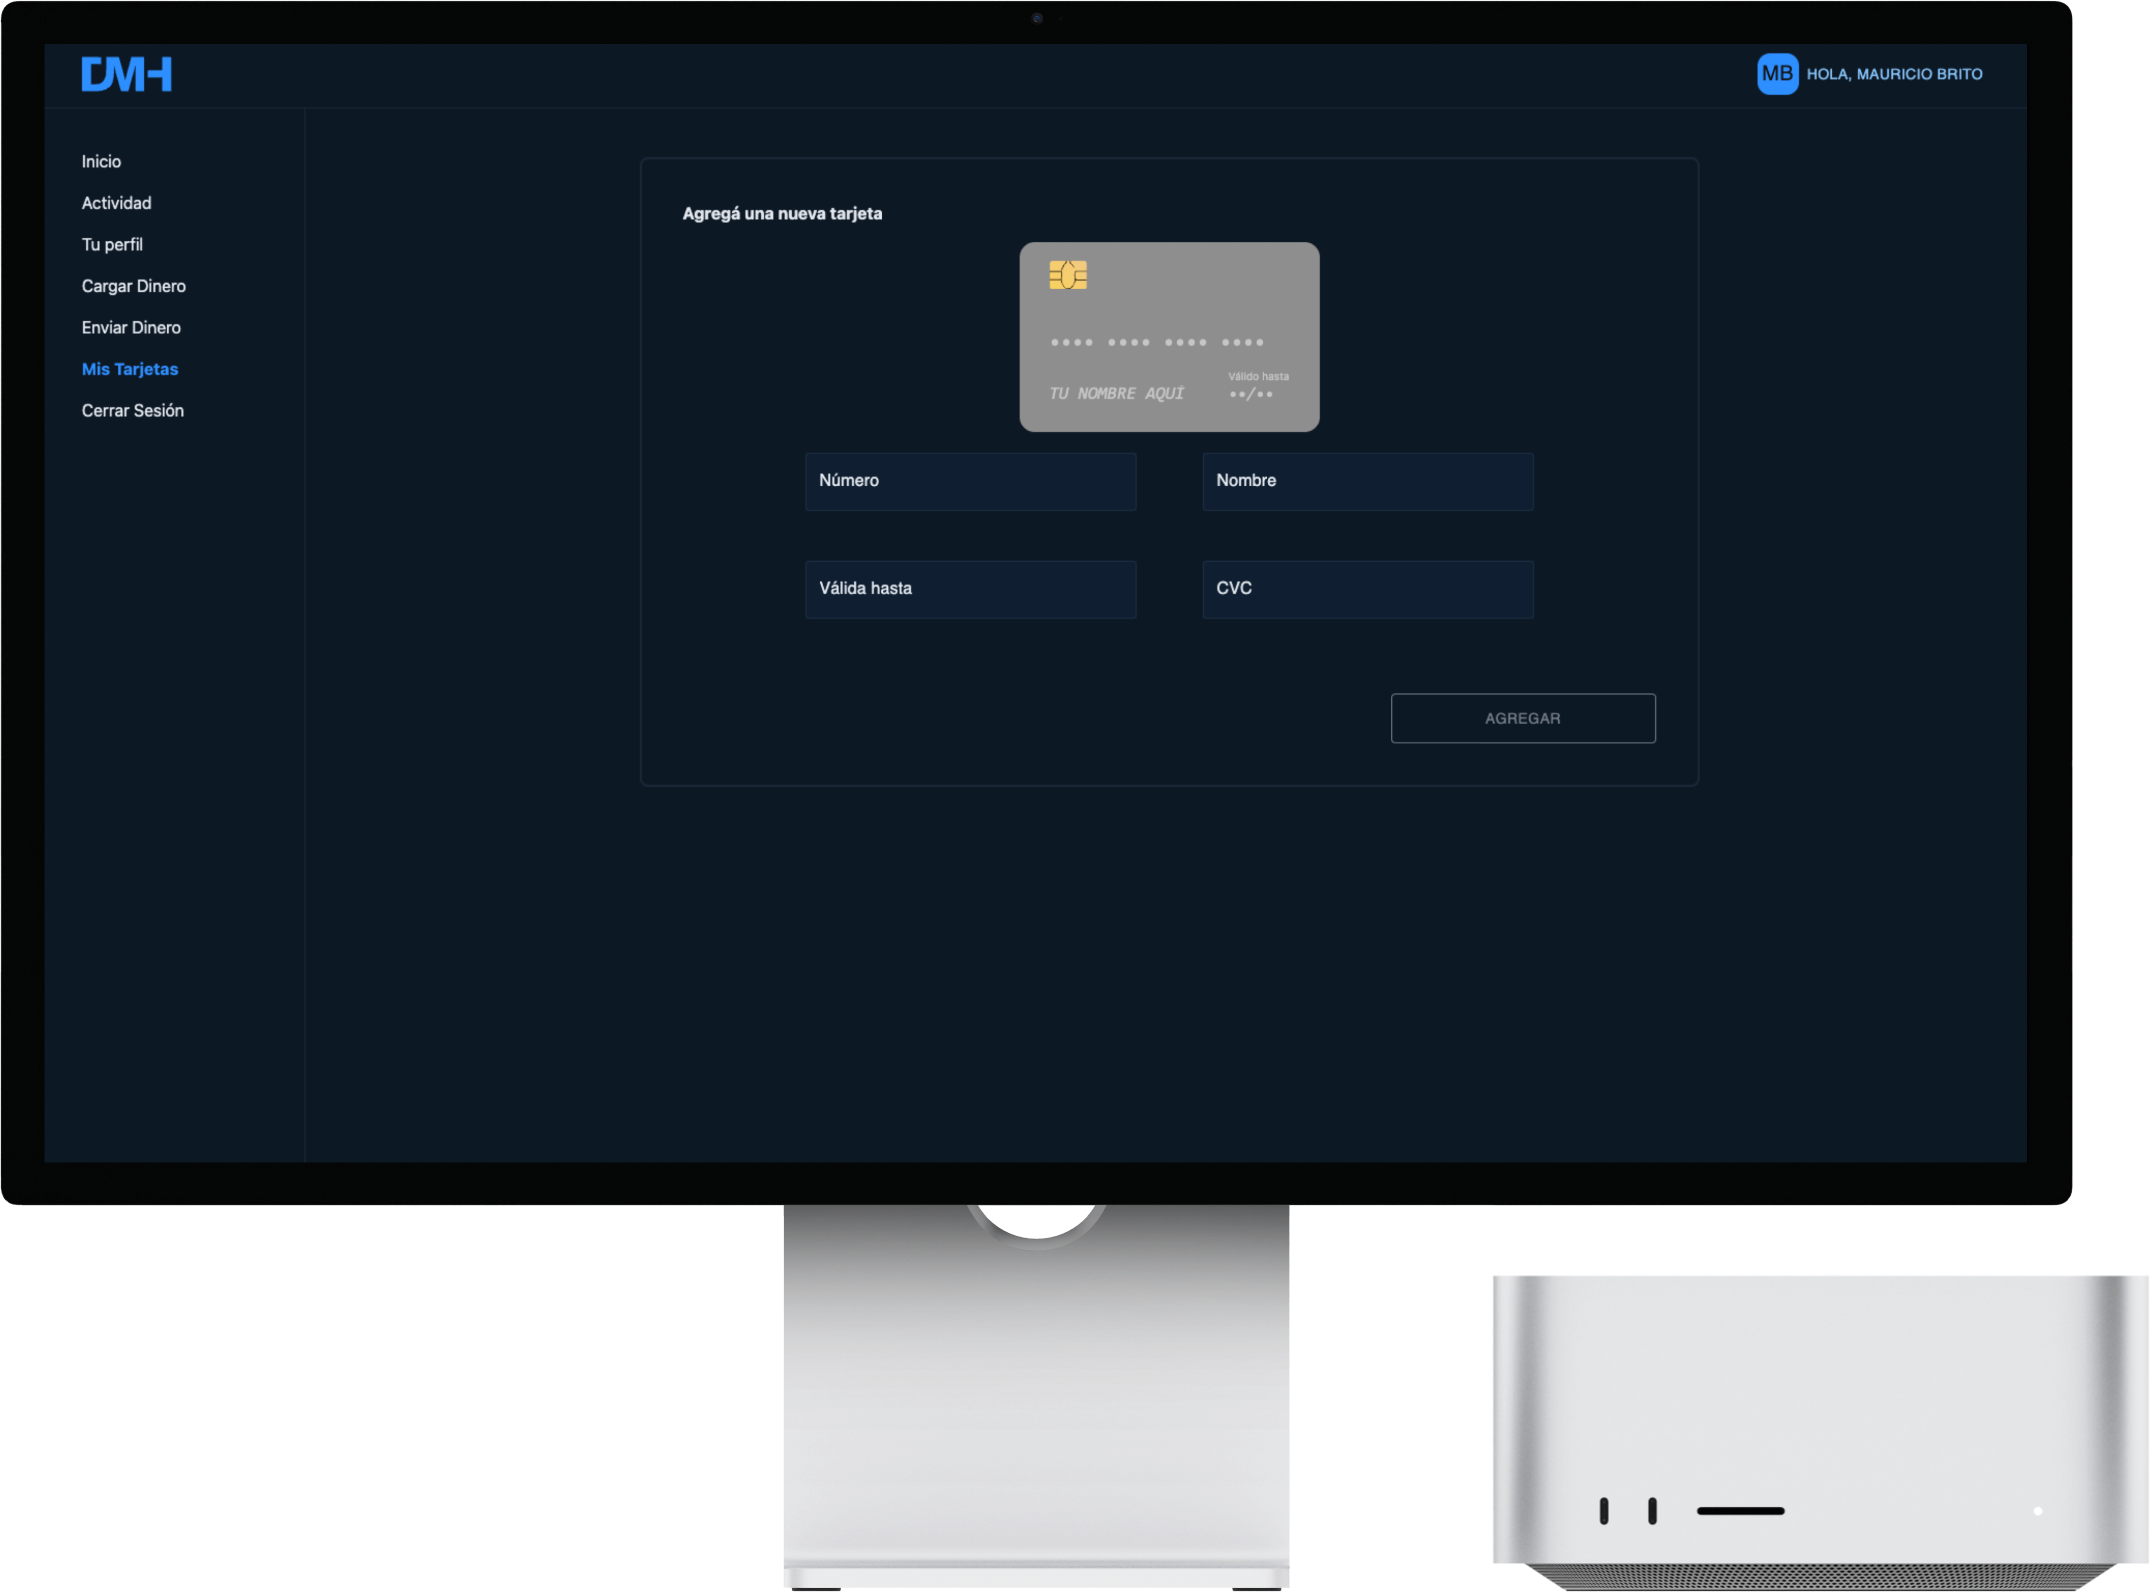 DMH
MB HOLA, MAURICIO BRITO
Inicio
Actividad
Tu perfil
Cargar Dinero
Enviar Dinero
Mis Tarjetas
Cerrar Sesión
Agregá una nueva tarjeta
•••• •••• •••• ••••
Válido hasta
TU NOMBRE AQUÍ ••/••
Número
Nombre
Válida hasta
CVC
AGREGAR